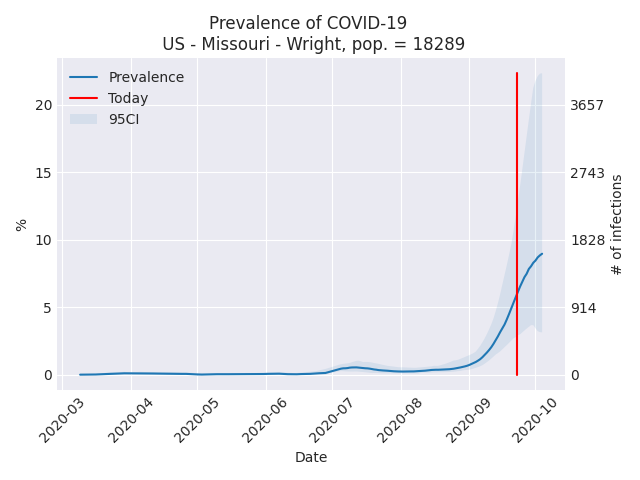 Prevalence of COVID-19
US - Missouri - Wright, pop. = 18289
Prevalence
Today
95CI
20
15
10
5
0
%
3657
2743
1828
914
0
# of infections
2020-03
2020-04
2020-05
2020-06
2020-07
2020-08
2020-09
2020-10
Date